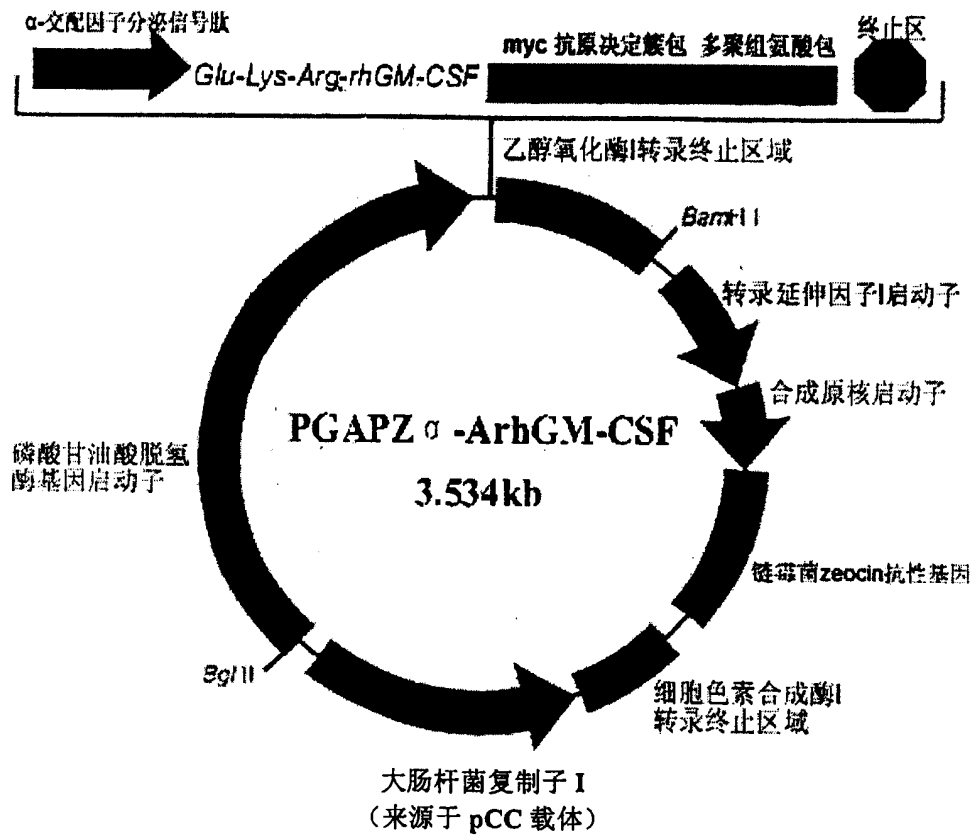 α-交配因子分泌信号肽
Glu-Lys-Arg-rhGM-CSF
myc 抗原决定簇包 多聚组氨酸包
终止区
乙醇氧化酶I转录终止区域
BamH I
转录延伸因子I启动子
合成原核启动子
链霉菌zeocin抗性基因
细胞色素合成酶I
转录终止区域
大肠杆菌复制子 I
（来源于 pCC 载体）
Bgl II
磷酸甘油酸脱氢
酶基因启动子
PGAPZ α -ArhGM-CSF
3.534kb